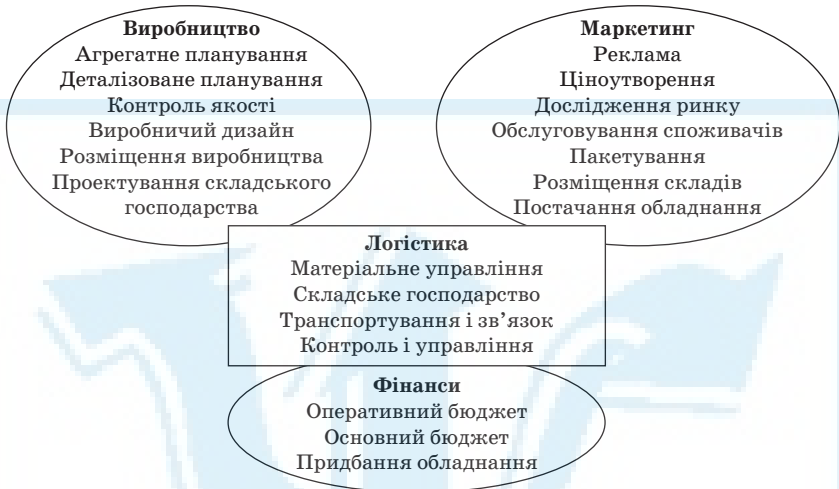 Виробництво
Агрегатне планування
Деталізоване планування
Контроль якості
Виробничий дизайн
Розміщення виробництва
Проектування складського
господарства
Маркетинг
Реклама
Ціноутворення
Дослідження ринку
Обслуговування споживачів
Пакетування
Розміщення складів
Постачання обладнання
Логістика
Матеріальне управління
Складське господарство
Транспортування і зв’язок
Контроль і управління
Фінанси
Оперативний бюджет
Основний бюджет
Придбання обладнання